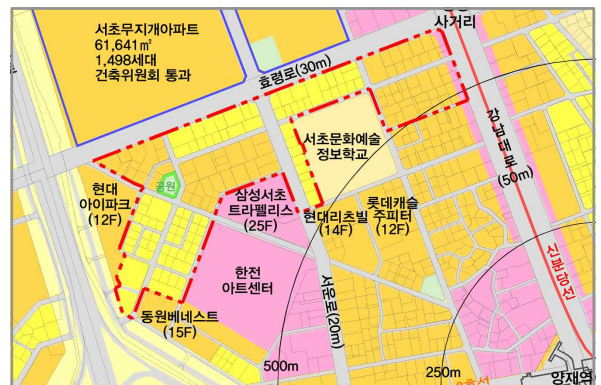 서초무지개아파트
61,641㎡
1,498세대
건축위원회 통과
사거리
효령로(30m)
서초문화예술
정보학교
강남대로(50m)
공원
현대
아이파크
(12F)
삼성서초
트라팰리스
(25F)
현대리츠빌
(14F)
롯데캐슬
주피터
(12F)
한전
아트센터
신분당선
동원베네스트
(15F)
서운로(20m)
500m
250m
양재역